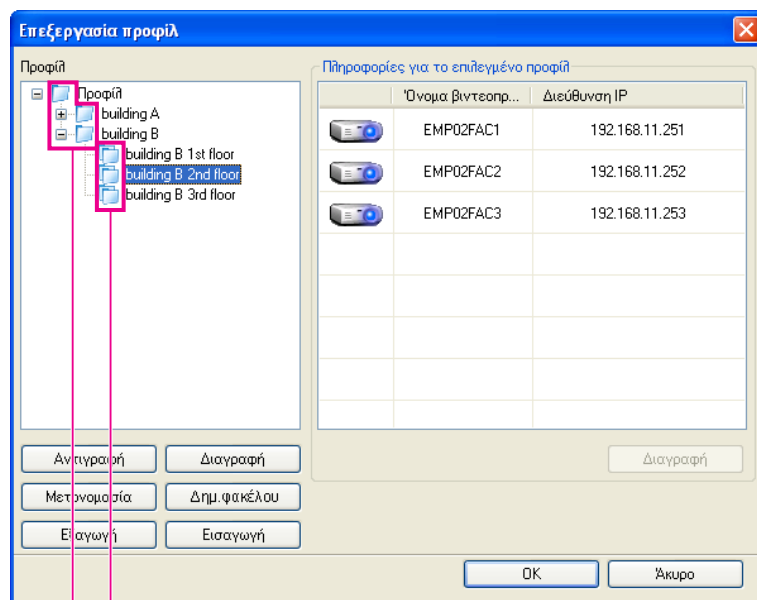 Επεξεργασία προφίλ
Προφίλ
Προφίλ
building A
building B
building B 1st floor
building B 2nd floor
building B 3rd floor
Πληροφορίες για το επιλεγμένο προφίλ
Όνομα βιντεοπρ... Διεύθυνση IP
EMP02FAC1 192.168.11.251
EMP02FAC2 192.168.11.252
EMP02FAC3 192.168.11.253
Αντιγραφή Διαγραφή
Μετονομασία Δημ.φακέλου
Εξαγωγή Εισαγωγή
Διαγραφή
OK Άκυρο